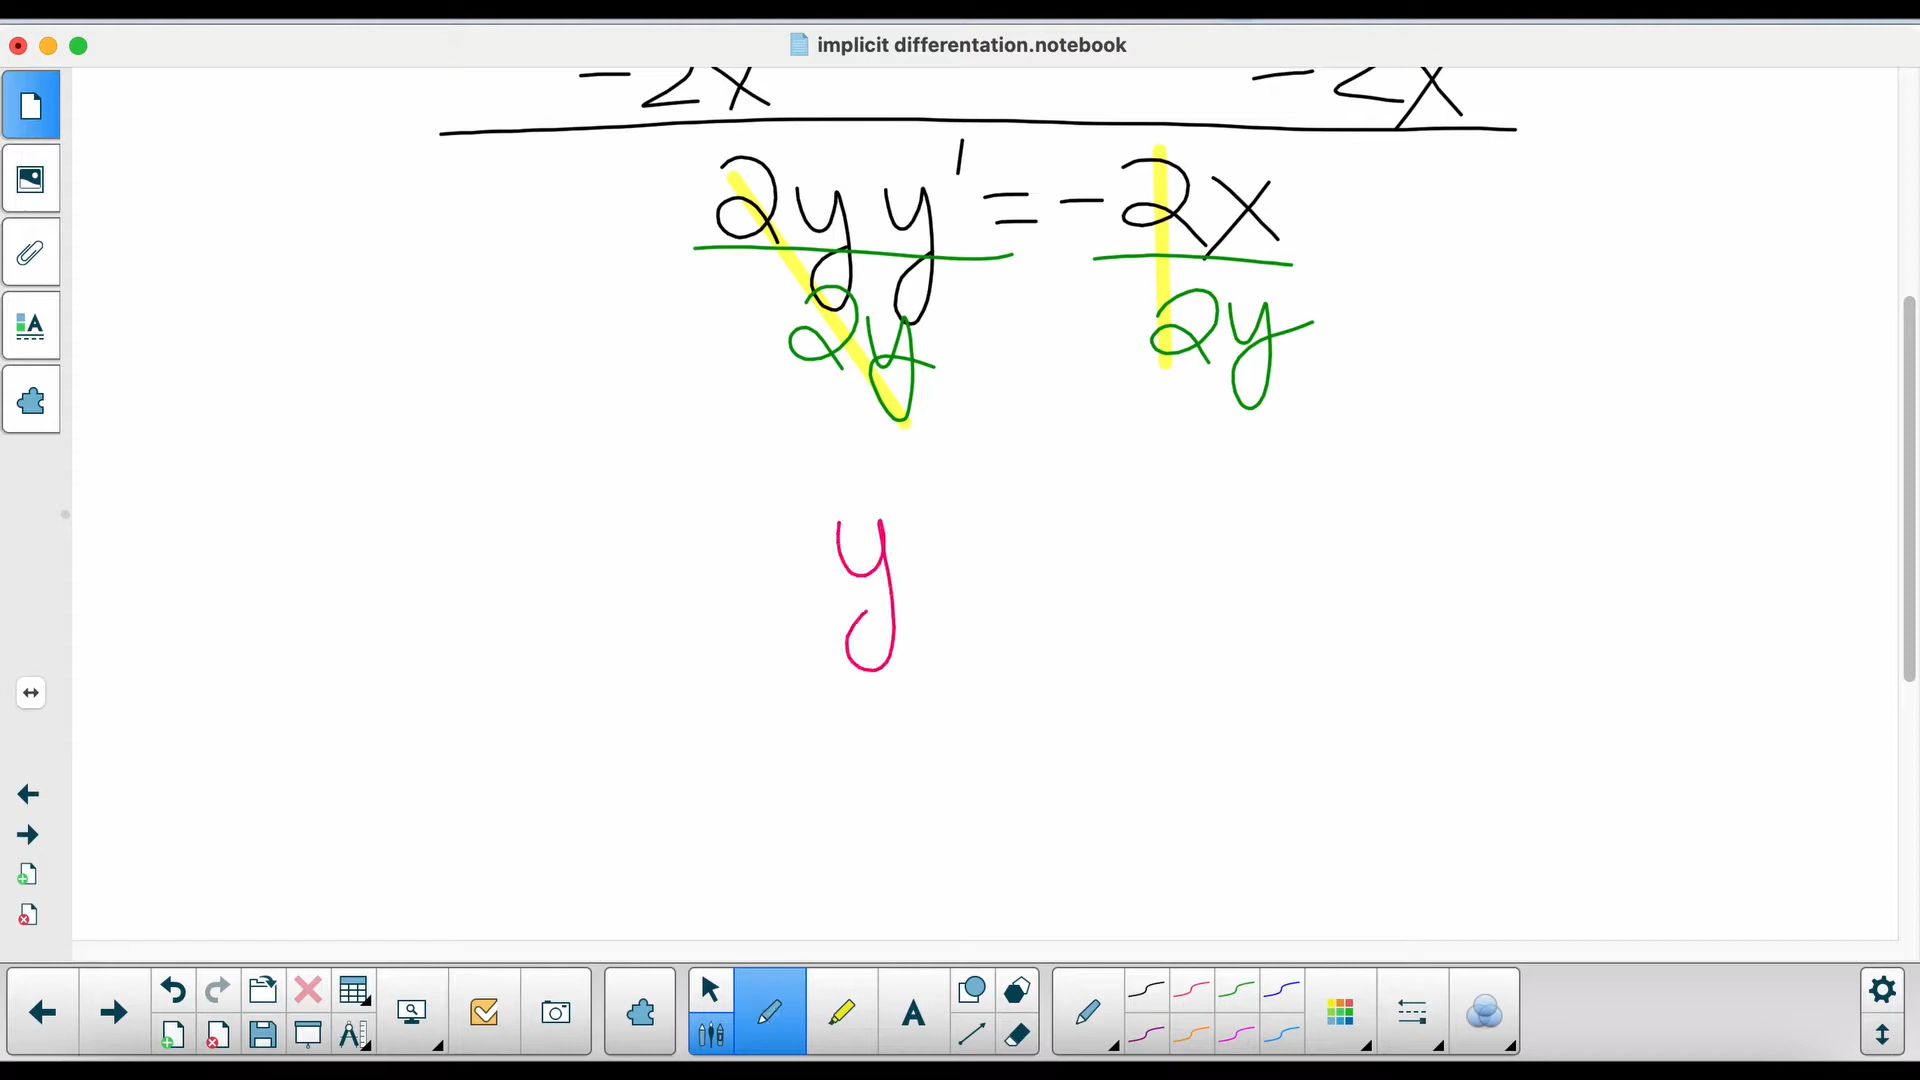 implicit differentation.notebook
-2x -2x
2yy' = -2x
2y 2y
y